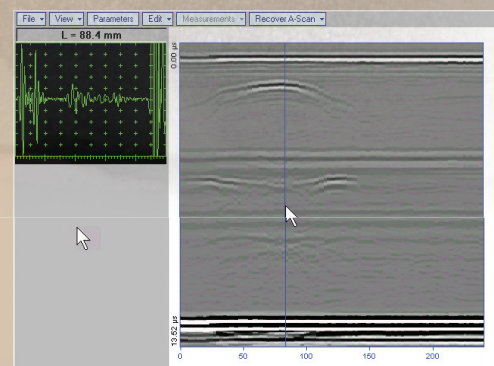 File View Parameters Edit Measurements Recover A-Scan
L = 88.4 mm
0.00 µs
13.52 µs
0 50 100 150 200